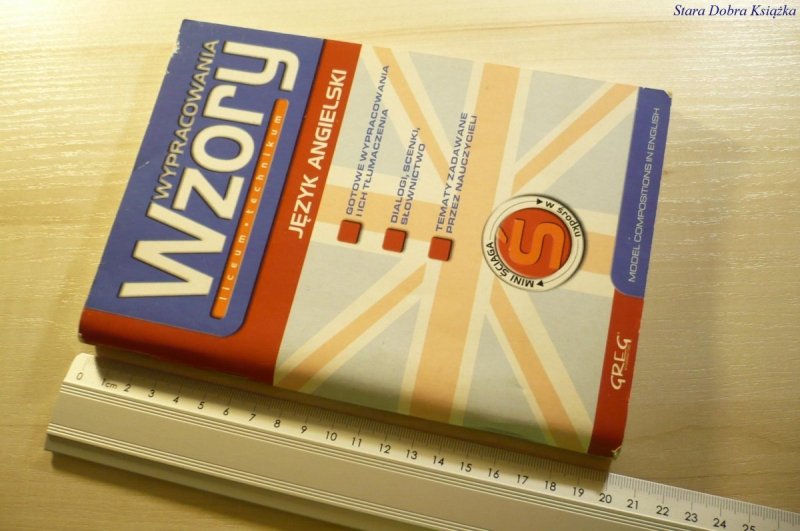 Stara Dobra Książka
WYPRACOWANIA
Wzory
liceum • technikum
JĘZYK ANGIELSKI
GOTOWE WYPRACOWANIA
I ICH TŁUMACZENIA
DIALOGI, SCENKI,
SŁOWNICTWO
TEMATY ZADAWANE
PRZEZ NAUCZYCIELI
MINI ŚCIĄGA
w środku
Ś
MODEL COMPOSITIONS IN ENGLISH
GREG
0 1cm 2 3 4 5 6 7 8 9 10 11 12 13 14 15 16 17 18 19 20 21 22 23 24 25